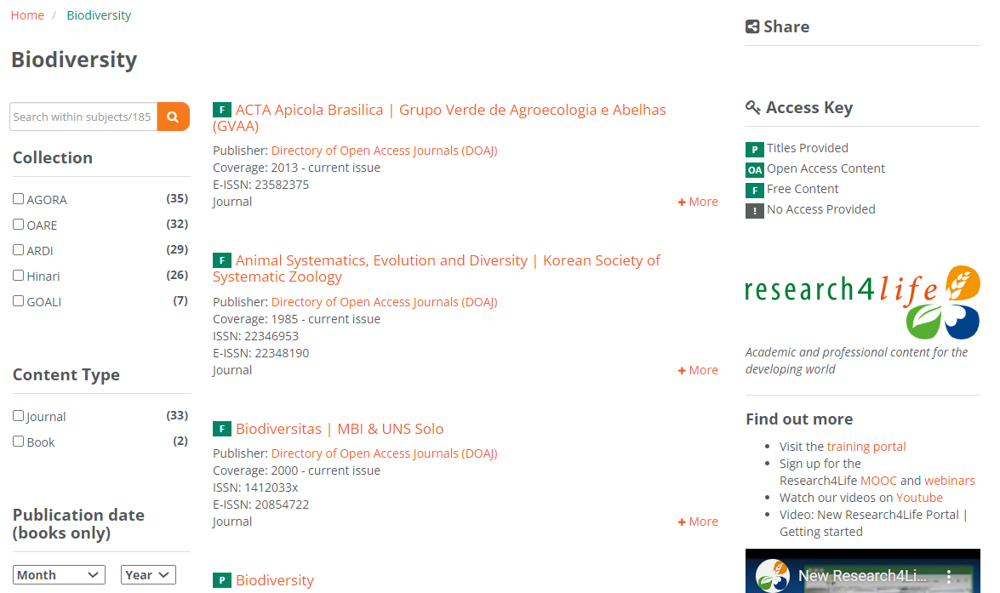 Home / Biodiversity
Biodiversity
Search within subjects/185
Collection
AGORA (35)
OARE (32)
ARDI (29)
Hinari (26)
GOALI (7)
Content Type
Journal (33)
Book (2)
Publication date
(books only)
Month Year
F ACTA Apicola Brasilica | Grupo Verde de Agroecologia e Abelhas
(GVAA)
Publisher: Directory of Open Access Journals (DOAJ)
Coverage: 2013 - current issue
E-ISSN: 23582375
Journal
+ More
F Animal Systematics, Evolution and Diversity | Korean Society of
Systematic Zoology
Publisher: Directory of Open Access Journals (DOAJ)
Coverage: 1985 - current issue
ISSN: 22346953
E-ISSN: 22348190
Journal
+ More
F Biodiversitas | MBI & UNS Solo
Publisher: Directory of Open Access Journals (DOAJ)
Coverage: 2000 - current issue
ISSN: 1412033x
E-ISSN: 20854722
Journal
+ More
P Biodiversity
Share
Access Key
P Titles Provided
OA Open Access Content
F Free Content
! No Access Provided
research4life
Academic and professional content for the
developing world
Find out more
• Visit the training portal
• Sign up for the
Research4Life MOOC and webinars
• Watch our videos on Youtube
• Video: New Research4Life Portal |
Getting started
New Research4Li...